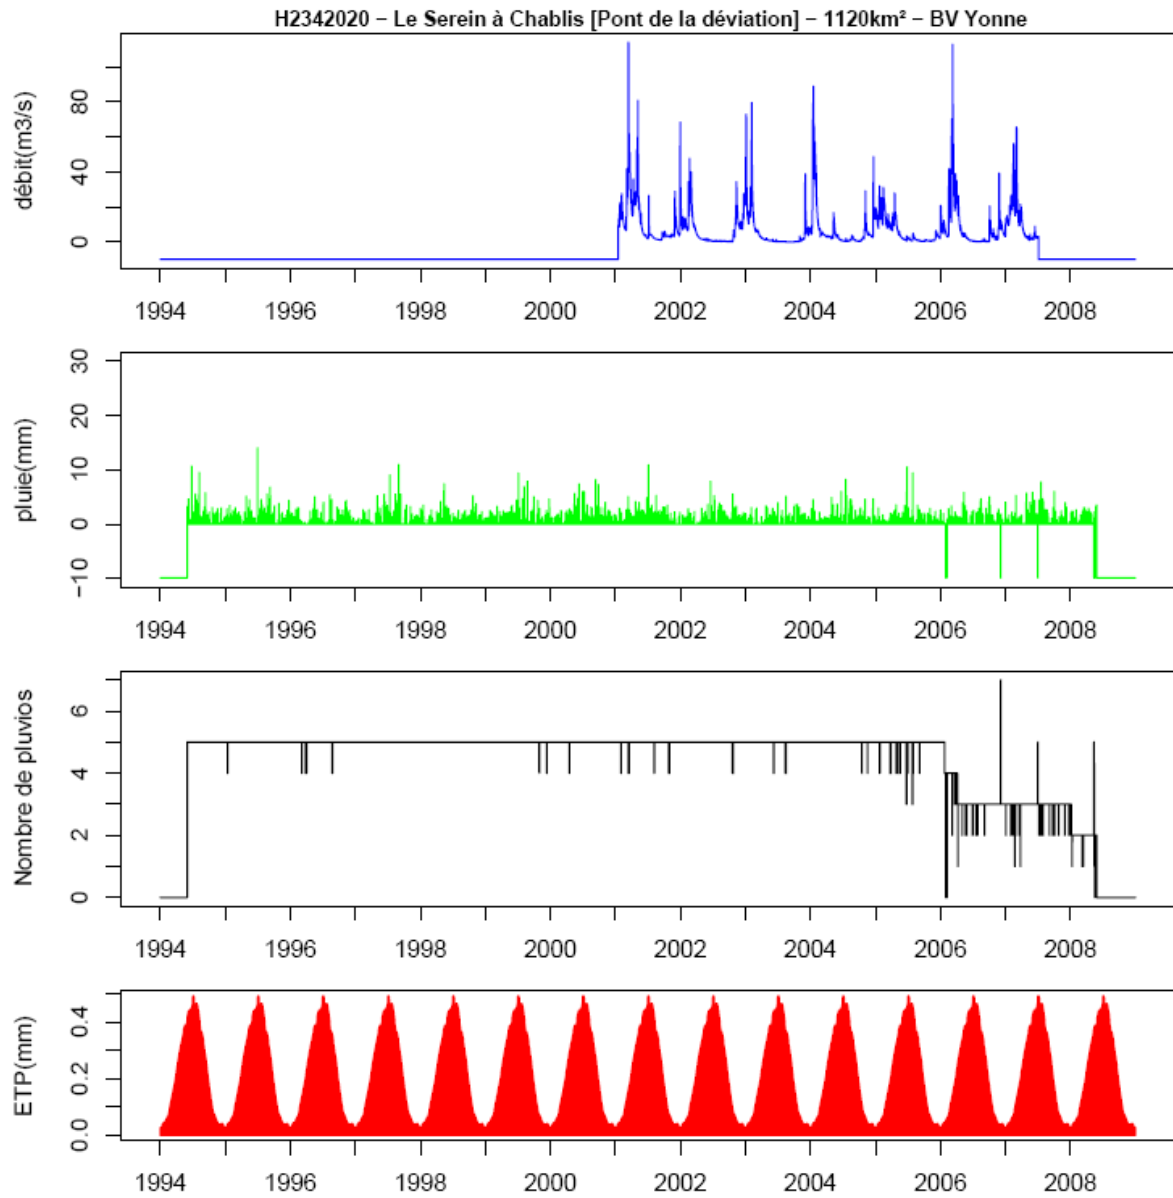 H2342020 − Le Serein à Chablis [Pont de la déviation] − 1120km² − BV Yonne
débit(m3/s)
80
40
0
1994 1996 1998 2000 2002 2004 2006 2008
pluie(mm)
30
20
10
0
−10
1994 1996 1998 2000 2002 2004 2006 2008
Nombre de pluvios
6
4
2
0
1994 1996 1998 2000 2002 2004 2006 2008
ETP(mm)
0.4
0.2
0.0
1994 1996 1998 2000 2002 2004 2006 2008